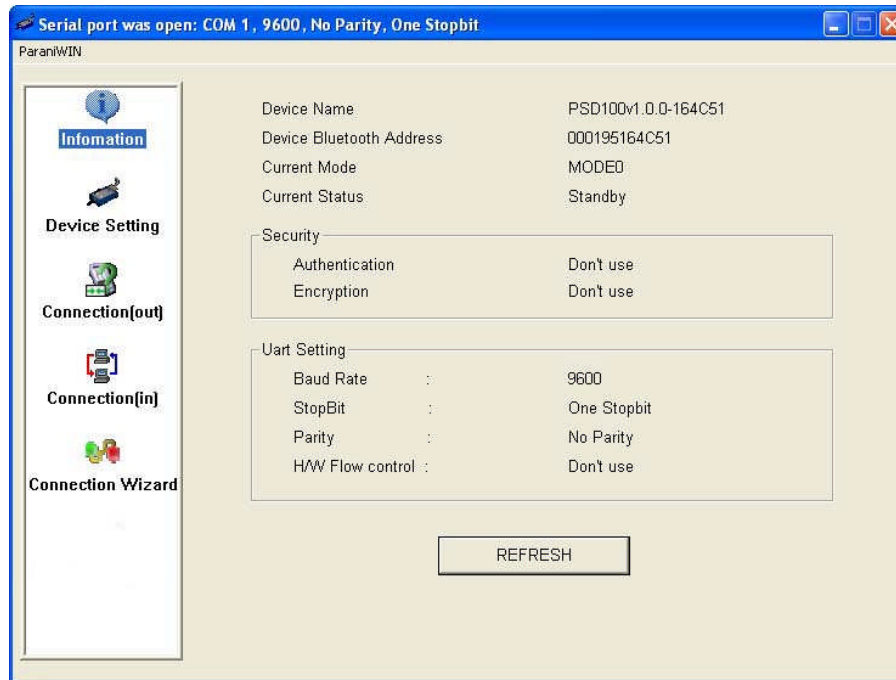 Serial port was open: COM 1, 9600, No Parity, One Stopbit
ParaniWIN
Infomation
Device Setting
Connection(out)
Connection(in)
Connection Wizard
Device Name PSD100v1.0.0-164C51
Device Bluetooth Address 000195164C51
Current Mode MODE0
Current Status Standby
Security
Authentication Don't use
Encryption Don't use
Uart Setting
Baud Rate : 9600
StopBit : One Stopbit
Parity : No Parity
H/W Flow control : Don't use
REFRESH